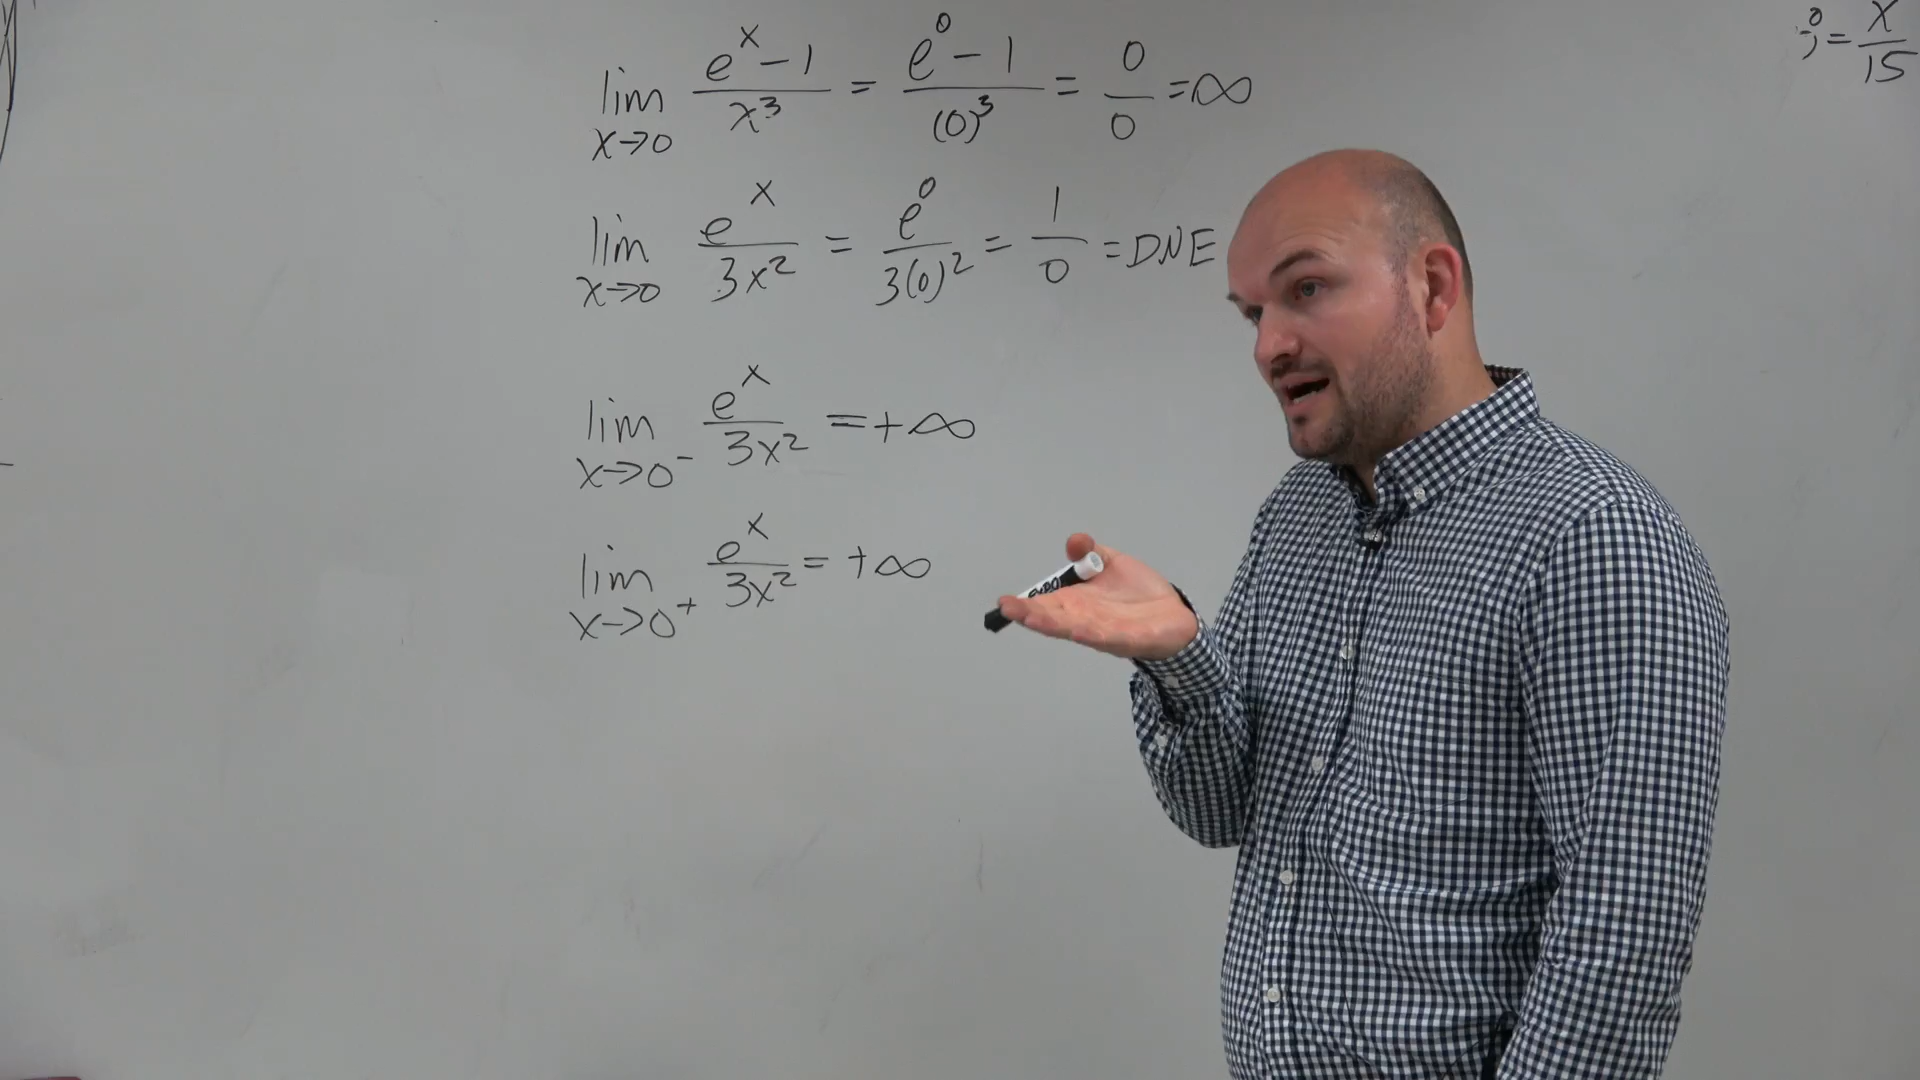 lim x→0 (e^x - 1)/x^3 = (e^0 - 1)/(0)^3 = 0/0 = ∞
lim x→0 e^x/3x^2 = e^0/3(0)^2 = 1/0 = DNE
lim x→0^- e^x/3x^2 = +∞
lim x→0^+ e^x/3x^2 = +∞
EXPO
= x/15